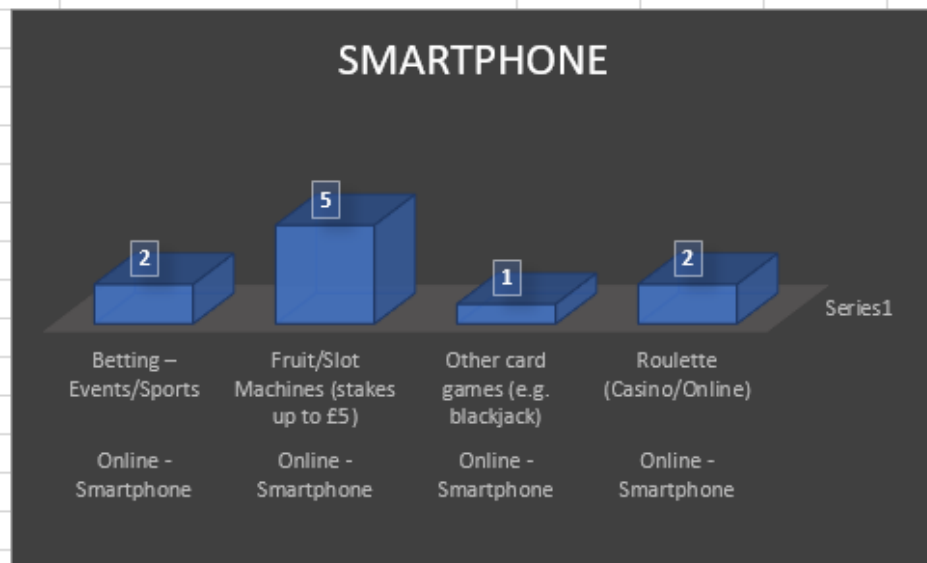 SMARTPHONE
5
2
2
1
Series1
Betting –
Events/Sports
Fruit/Slot
Machines (stakes
up to £5)
Other card
games (e.g.
blackjack)
Roulette
(Casino/Online)
Online -
Smartphone
Online -
Smartphone
Online -
Smartphone
Online -
Smartphone